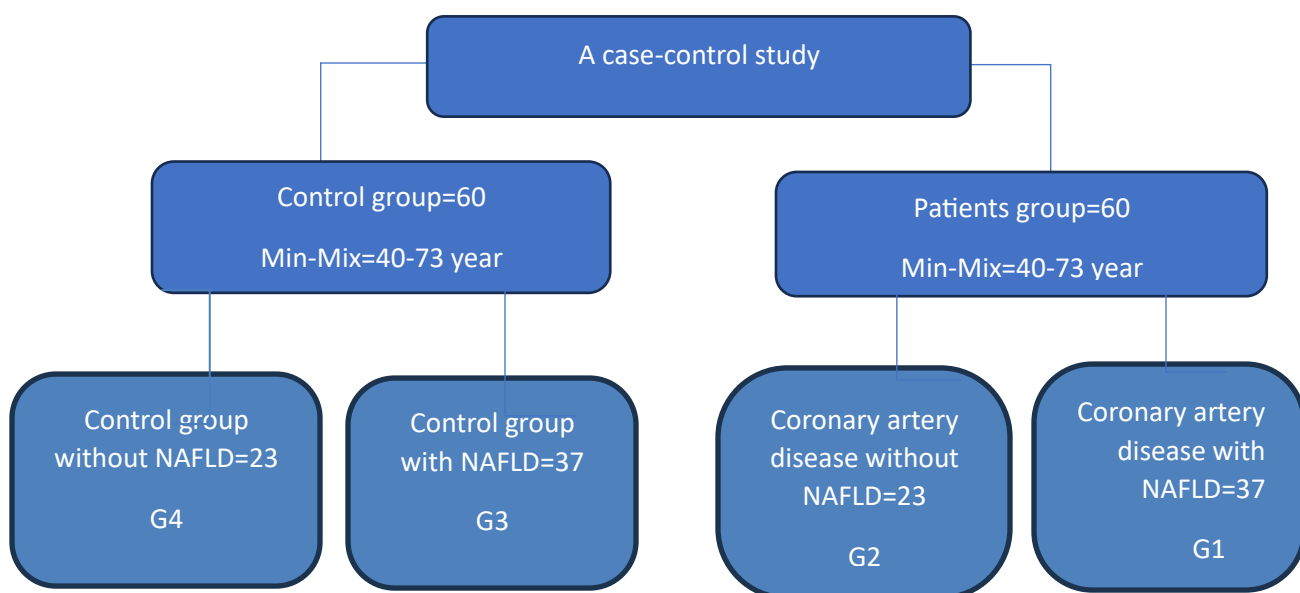 A case-control study
Control group=60
Min-Mix=40-73 year
Patients group=60
Min-Mix=40-73 year
Control group
without NAFLD=23
G4
Control group
with NAFLD=37
G3
Coronary artery
disease without
NAFLD=23
G2
Coronary artery
disease with
NAFLD=37
G1